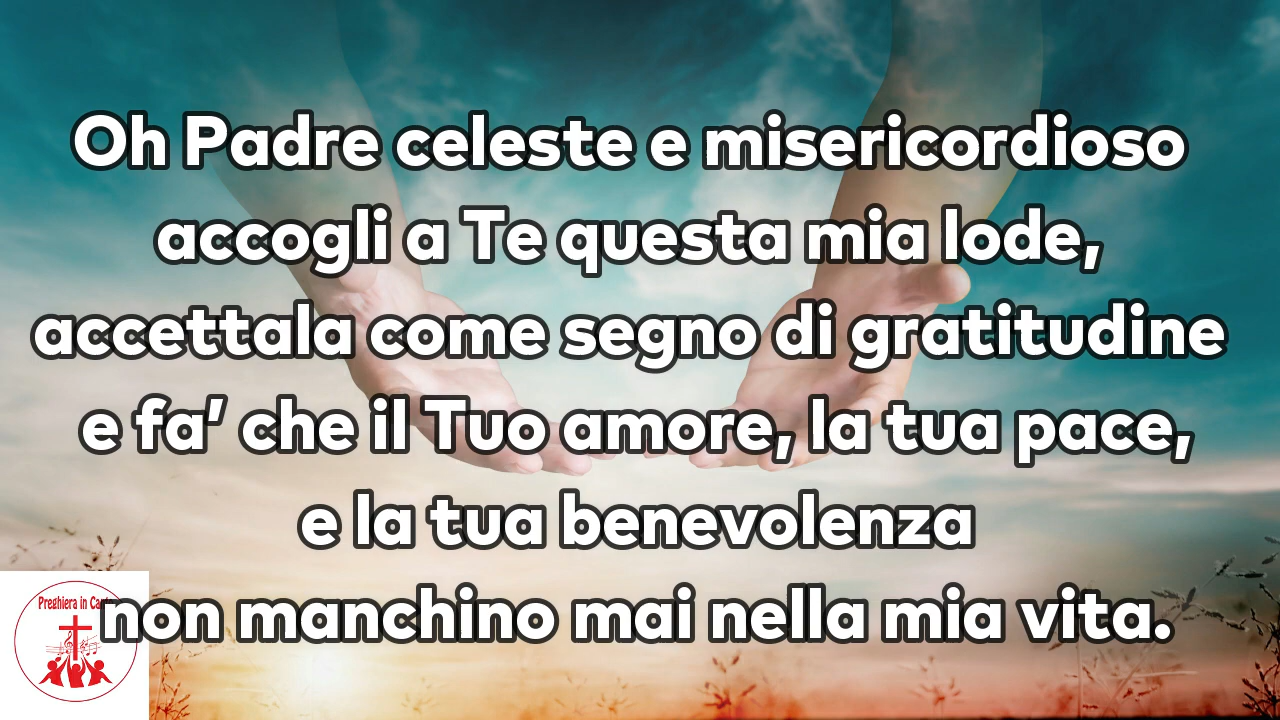 Oh Padre celeste e misericordioso
accogli a Te questa mia lode,
accettala come segno di gratitudine
e fa’ che il Tuo amore, la tua pace,
e la tua benevolenza
non manchino mai nella mia vita.
Preghiera in